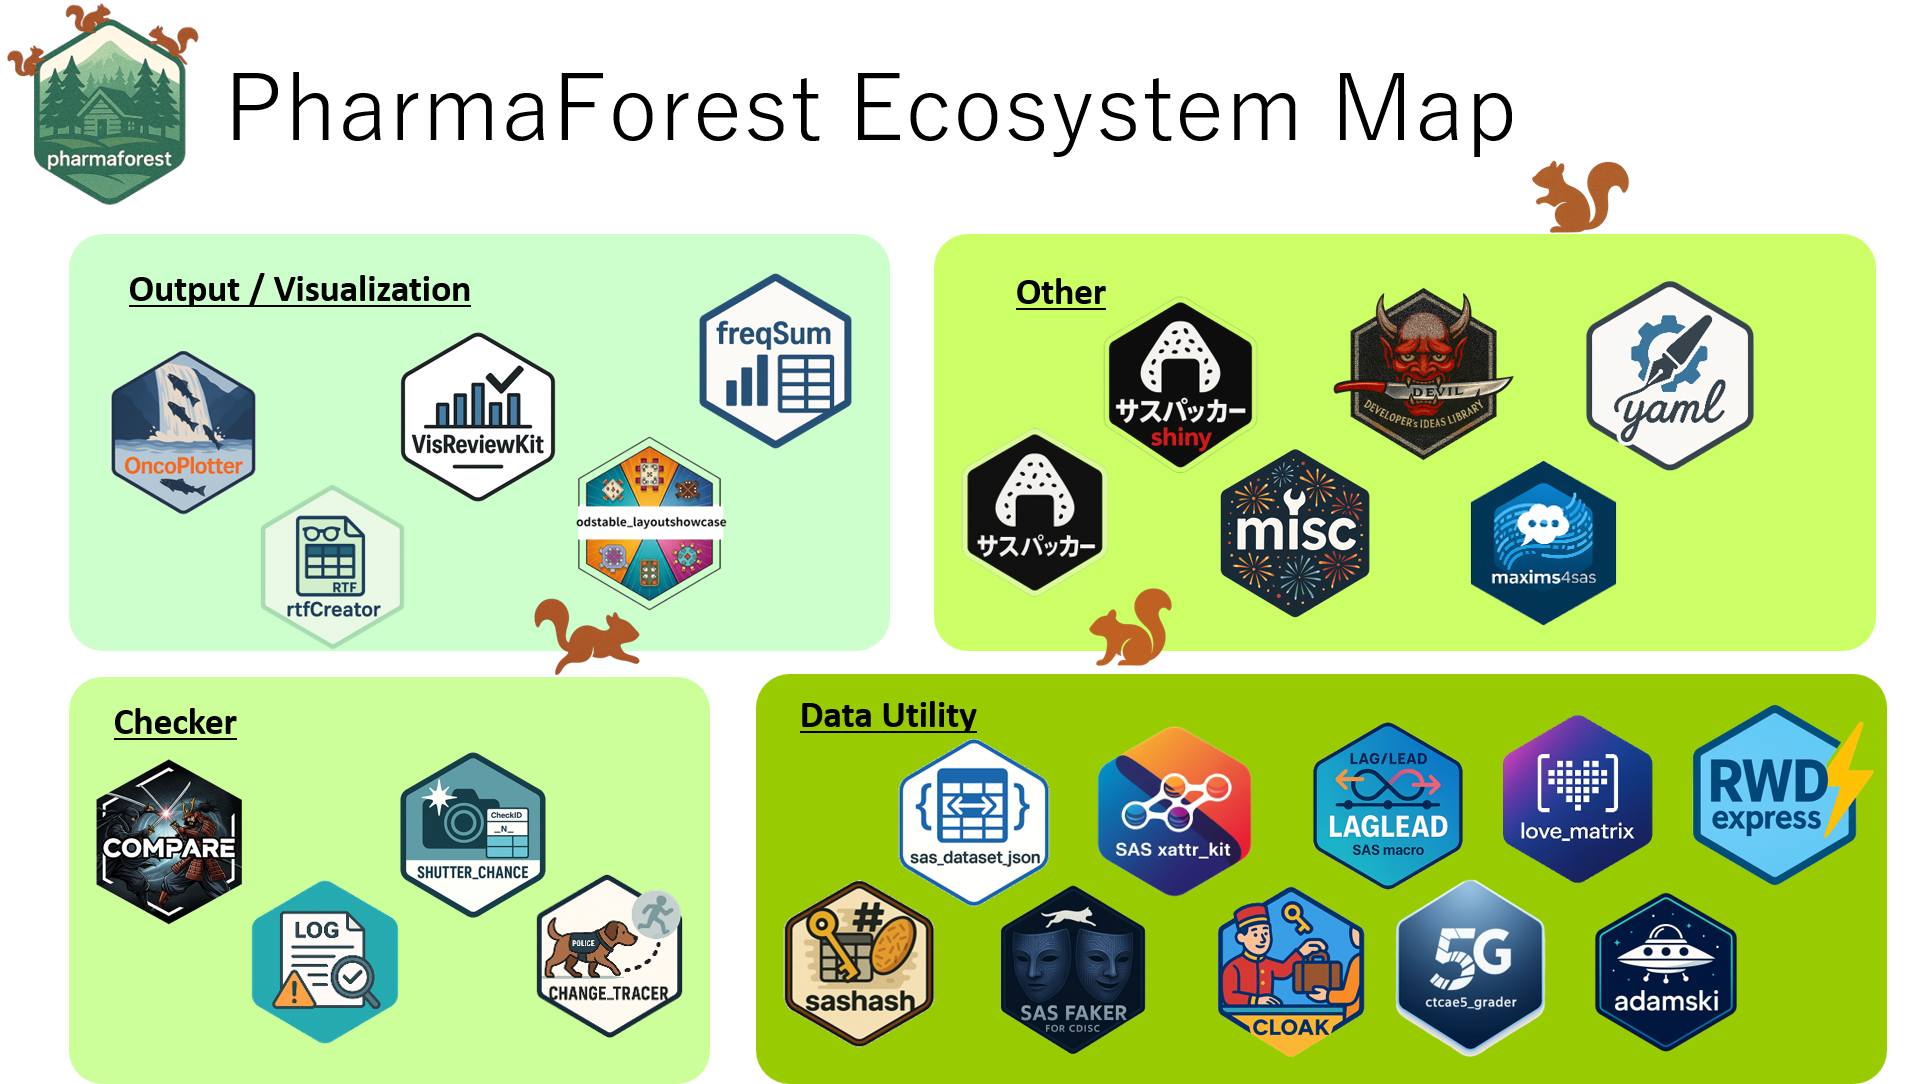 pharmaforest
PharmaForest Ecosystem Map
Output / Visualization
OncoPlotter
RTF
rtfCreator
VisReviewKit
odstable_layoutshowcase
freqSum
Other
サスパッカー
サスパッカー
shiny
misc
DEVIL
DEVELOPER's IDEAS LIBRARY
maxims4sas
yaml
Checker
COMPARE
LOG
CheckID
_N_
SHUTTER_CHANCE
POLICE
CHANGE_TRACER
Data Utility
sas_dataset_json
SAS xattr_kit
LAG/LEAD
LAGLEAD
SAS macro
love_matrix
RWD
express
#
sashash
SAS FAKER
FOR CDISC
CLOAK
5G
ctcae5_grader
adamski